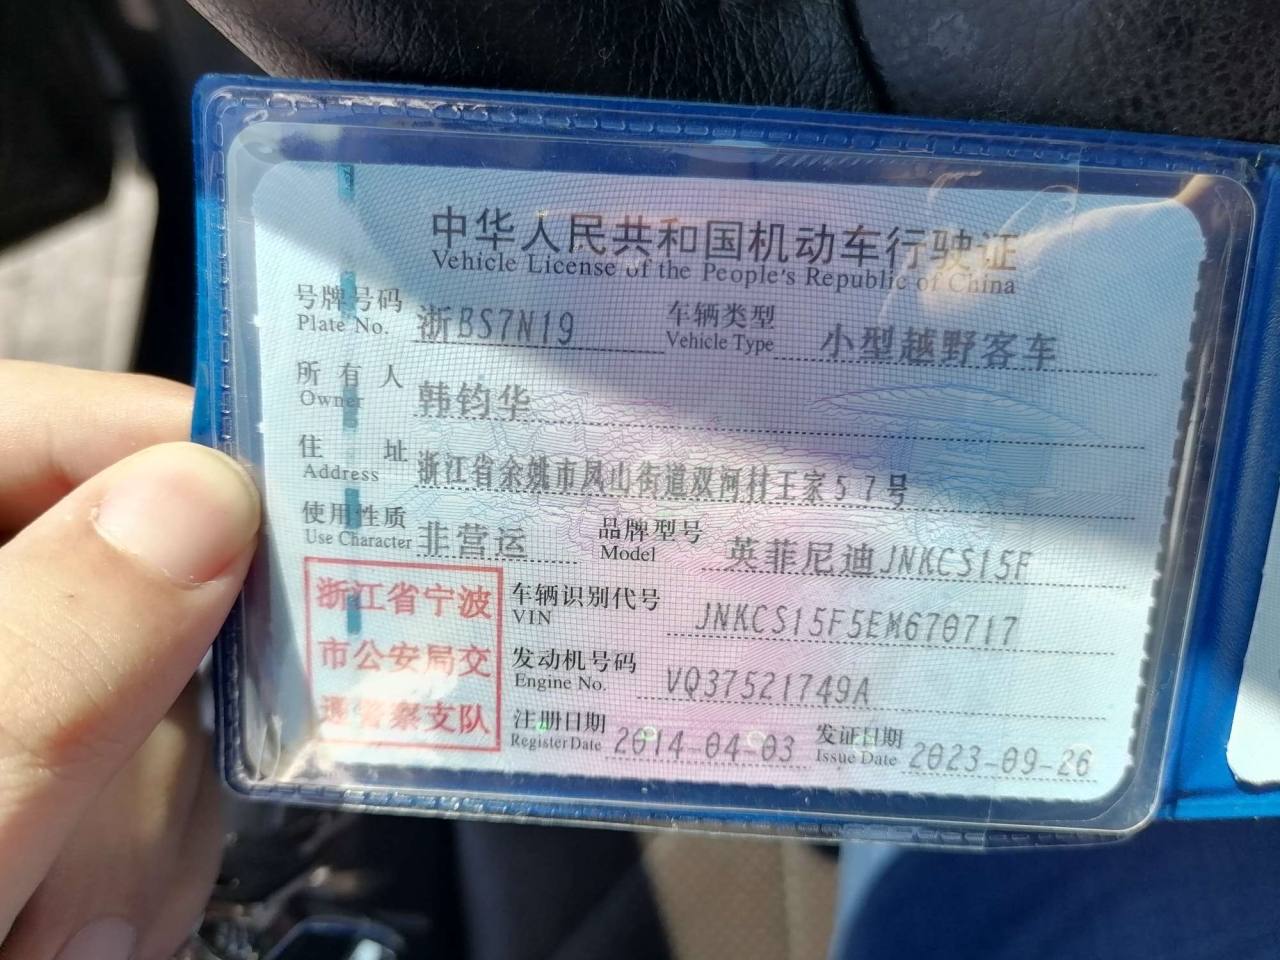 中华人民共和国机动车行驶证
Vehicle License of the People's Republic of China
号牌号码 浙BS7N19 车辆类型 小型越野客车
Plate No. Vehicle Type
所有人 韩钧华
Owner
住址 浙江省余姚市凤山街道双河村王家57号
Address
使用性质 非营运 品牌型号 英菲尼迪JNKCS15F
Use Character Model
浙江省宁波
市公安局交
通警察支队
车辆识别代号 JNKCS15F5EM670717
VIN
发动机号码 VQ37521749A
Engine No.
注册日期 2014-04-03 发证日期 2023-09-26
Register Date Issue Date